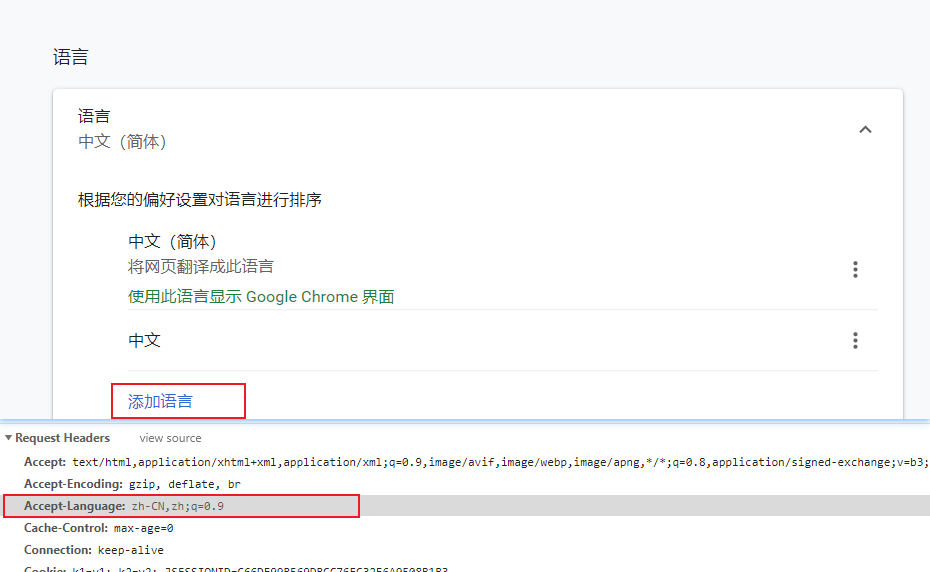 语言
语言
中文（简体）
根据您的偏好设置对语言进行排序
中文（简体）
将网页翻译成此语言
使用此语言显示 Google Chrome 界面
中文
添加语言
Request Headers view source
Accept: text/html,application/xhtml+xml,application/xml;q=0.9,image/avif,image/webp,image/apng,*/*;q=0.8,application/signed-exchange;v=b3;
Accept-Encoding: gzip, deflate, br
Accept-Language: zh-CN,zh;q=0.9
Cache-Control: max-age=0
Connection: keep-alive
Cookie: k1=v1; k2=v2;